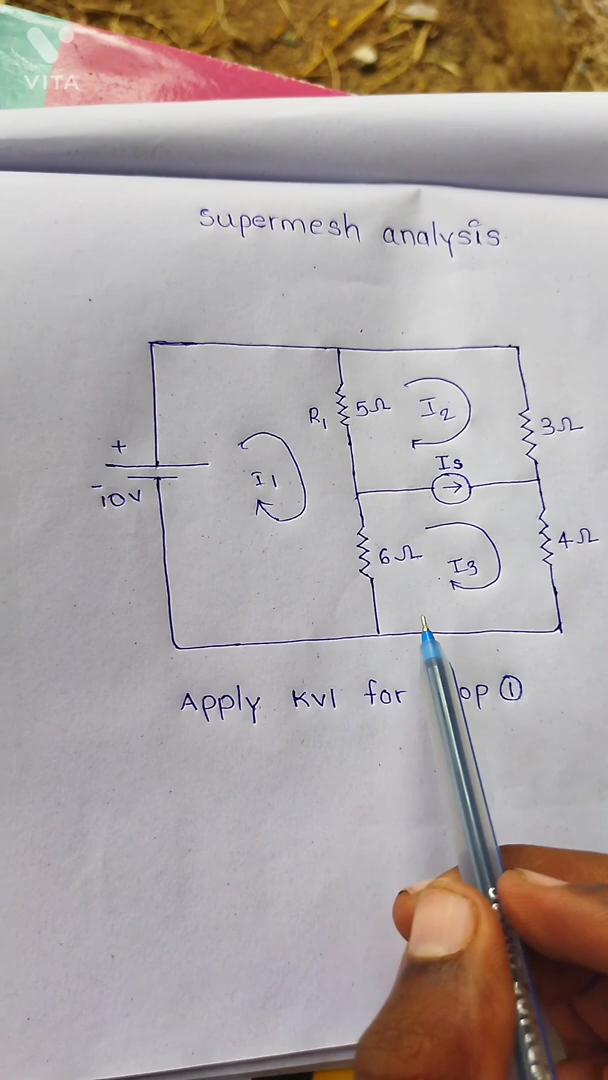 VITA
supermesh analysis
R1 5Ω I2
3Ω
+
Is
-
10V
I1
6Ω I3 4Ω
Apply KVl for op ①